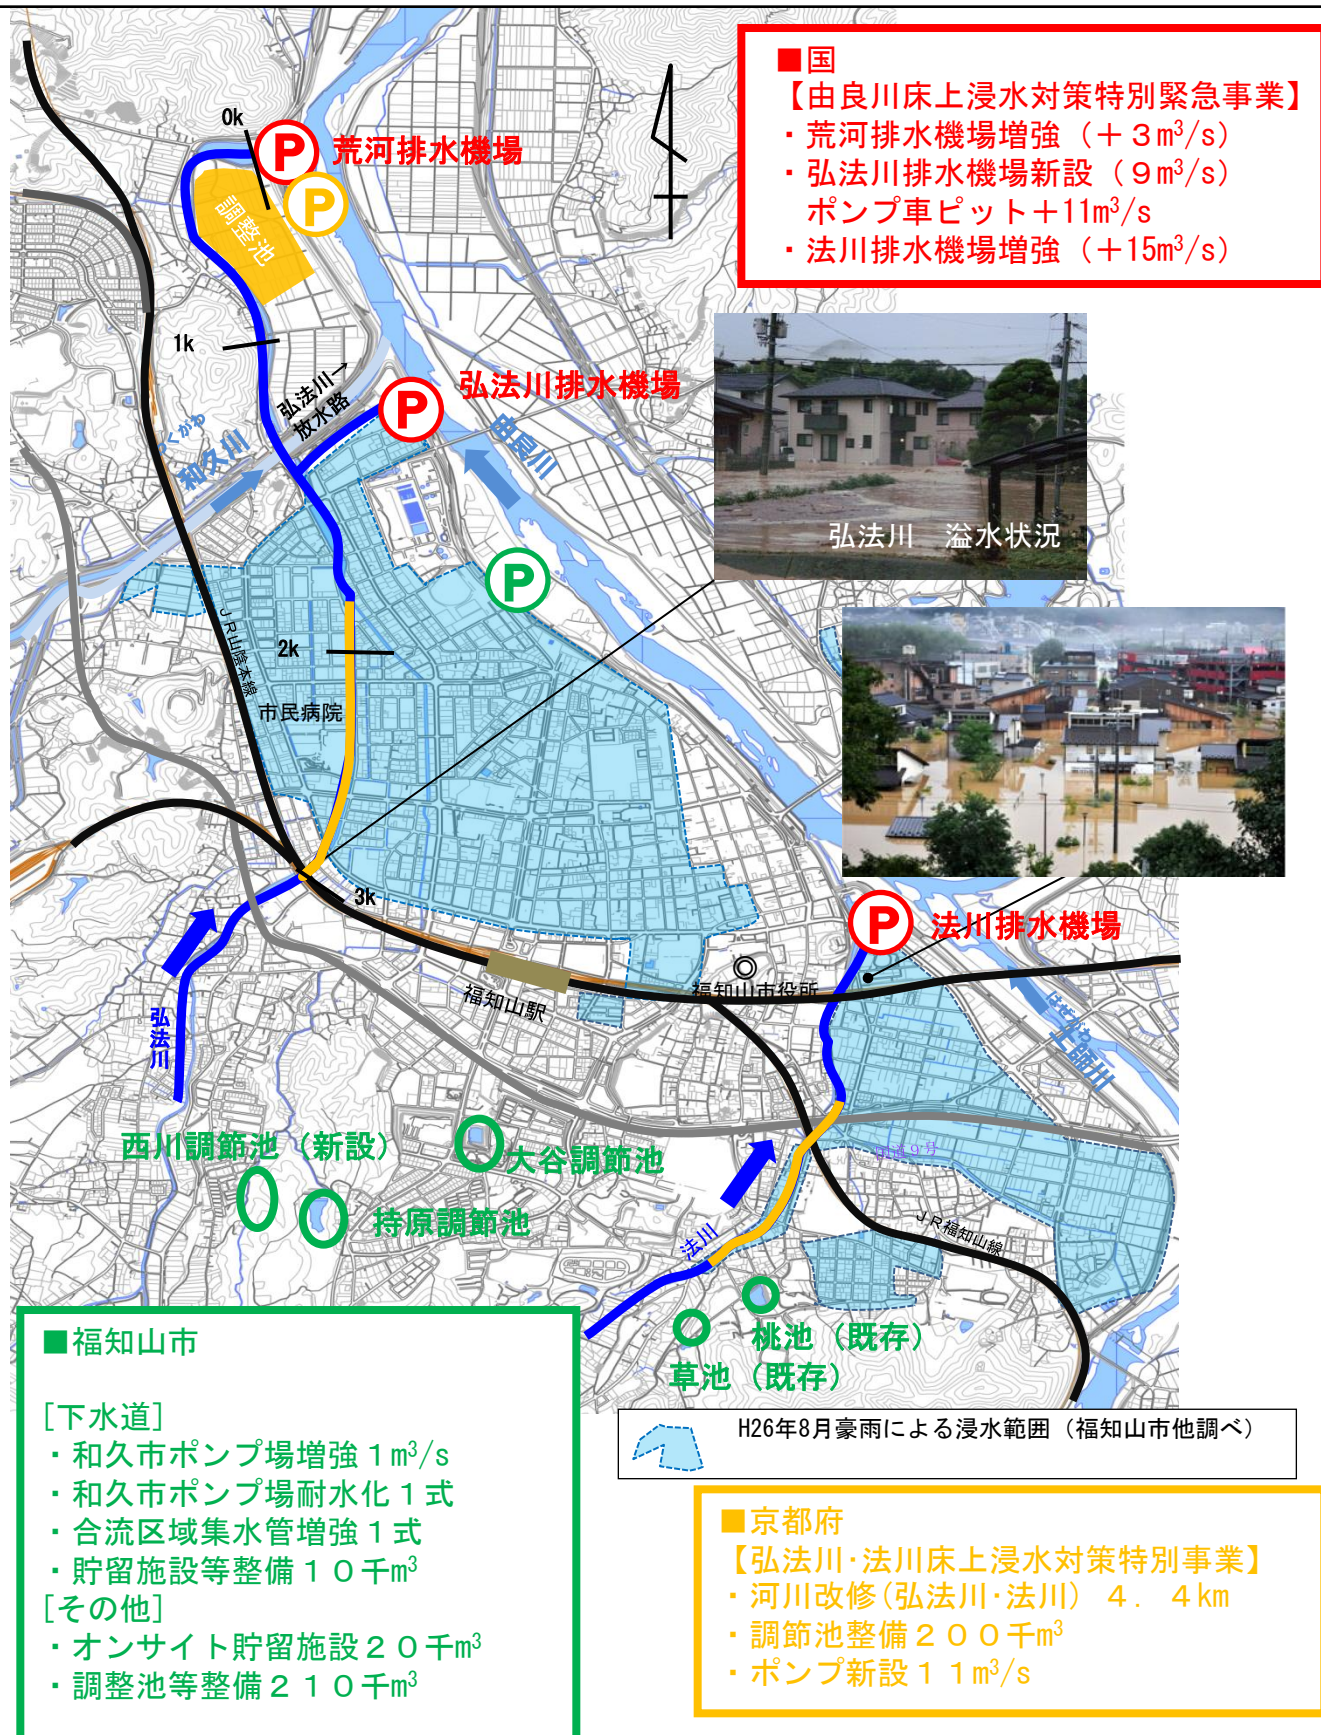 ■国
【由良川床上浸水対策特別緊急事業】
・荒河排水機場増強（＋３m³/s）
・弘法川排水機場新設（９m³/s）
ポンプ車ピット＋11m³/s
・法川排水機場増強（＋15m³/s）
0k
P
荒河排水機場
P
調整池
1k
弘法川→
放水路
P
弘法川排水機場
和久川
由良川
弘法川　溢水状況
P
JR山陰本線
2k
市民病院
3k
P
法川排水機場
福知山市役所
福知山駅
弘法川
はぜがわ
土師川
西川調節池（新設）
大谷調節池
持原調節池
国道９号
法川
ＪＲ福知山線
桃池（既存）
草池（既存）
H26年8月豪雨による浸水範囲（福知山市他調べ）
■福知山市
［下水道］
・和久市ポンプ場増強１m³/s
・和久市ポンプ場耐水化１式
・合流区域集水管増強１式
・貯留施設等整備１０千m³
［その他］
・オンサイト貯留施設２０千m³
・調整池等整備２１０千m³
■京都府
【弘法川･法川床上浸水対策特別事業】
・河川改修(弘法川･法川) ４．４km
・調節池整備２００千m³
・ポンプ新設１１m³/s